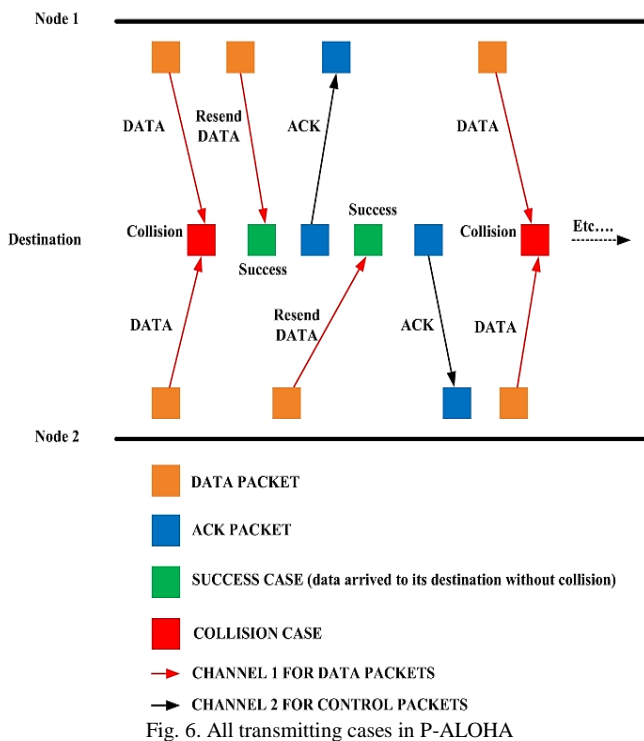 Node 1
DATA
Resend
DATA
ACK
DATA
Success
Destination
Collision
Success
Collision
Etc....
DATA
Resend
DATA
ACK
DATA
Node 2
DATA PACKET
ACK PACKET
SUCCESS CASE (data arrived to its destination without collision)
COLLISION CASE
CHANNEL 1 FOR DATA PACKETS
CHANNEL 2 FOR CONTROL PACKETS
Fig. 6. All transmitting cases in P-ALOHA